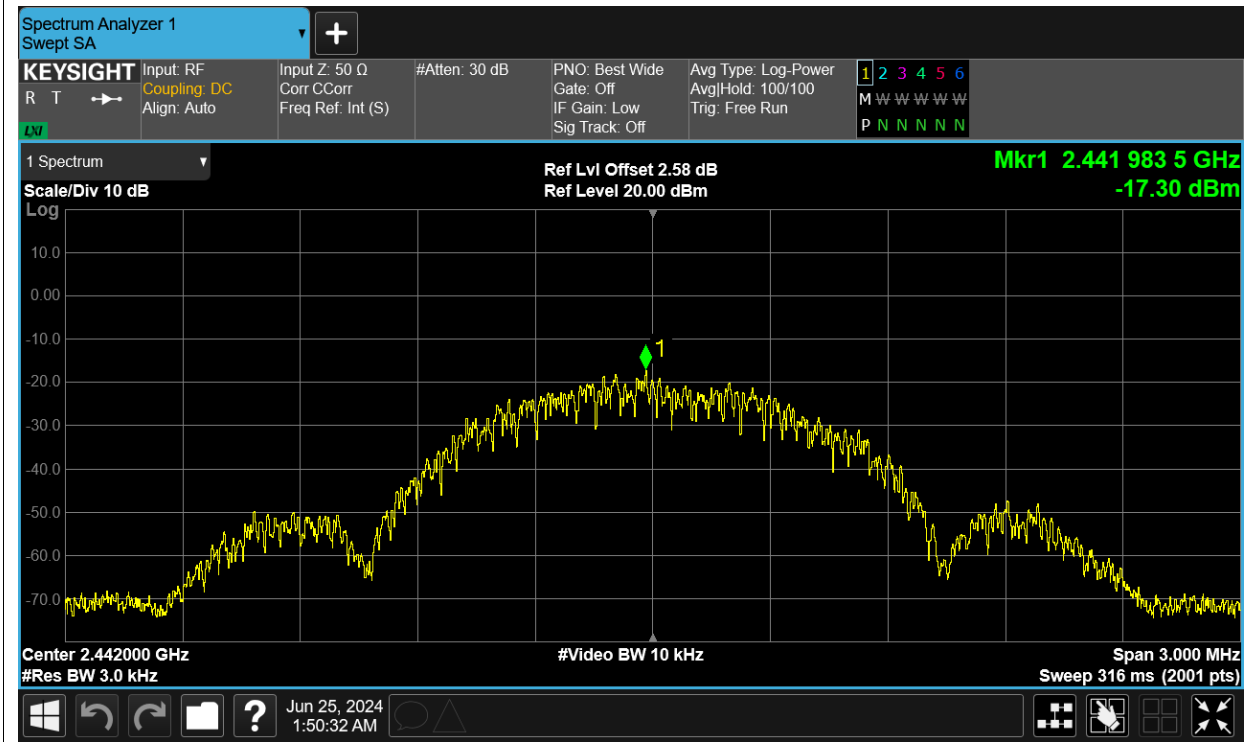 Spectrum Analyzer 1
Swept SA
KEYSIGHT
R T
LXI
Input: RF
Coupling: DC
Align: Auto
Input Z: 50 Ω
Corr CCorr
Freq Ref: Int (S)
#Atten: 30 dB
PNO: Best Wide
Gate: Off
IF Gain: Low
Sig Track: Off
Avg Type: Log-Power
Avg|Hold: 100/100
Trig: Free Run
1 2 3 4 5 6
M W W W W W
P N N N N N
1 Spectrum
Scale/Div 10 dB
Log
Ref Lvl Offset 2.58 dB
Ref Level 20.00 dBm
Mkr1 2.441 983 5 GHz
-17.30 dBm
10.0
0.00
-10.0
1
-20.0
-30.0
-40.0
-50.0
-60.0
-70.0
Center 2.442000 GHz
#Res BW 3.0 kHz
#Video BW 10 kHz
Span 3.000 MHz
Sweep 316 ms (2001 pts)
?
Jun 25, 2024
1:50:32 AM